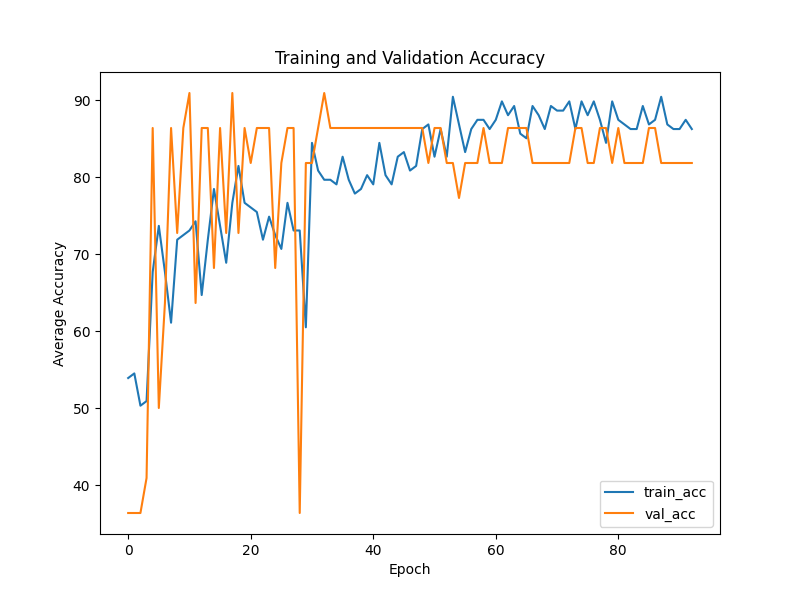 Training and Validation Accuracy
Average Accuracy
90
80
70
60
50
40
0 20 40 60 80
Epoch
train_acc
val_acc